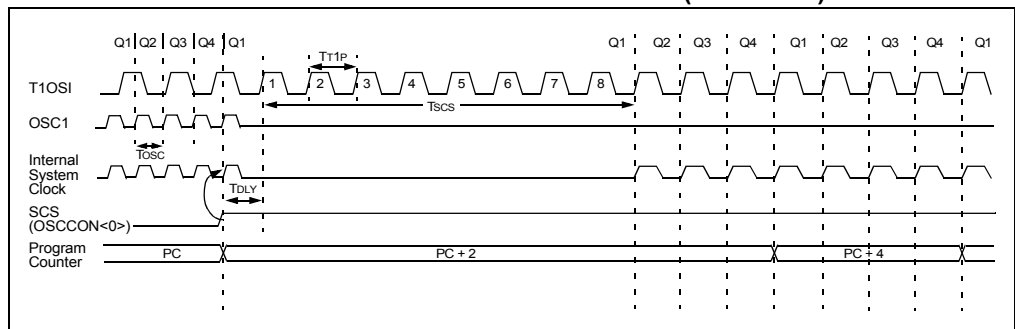 Q1 Q2 Q3 Q4 Q1 Q1 Q2 Q3 Q4 Q1 Q2 Q3 Q4 Q1
TT1P
T1OSI 1 2 3 4 5 6 7 8
TSCS
OSC1
TOSC
Internal
System
Clock
TDLY
SCS
(OSCCON<0>)
Program
Counter PC PC + 2 PC + 4